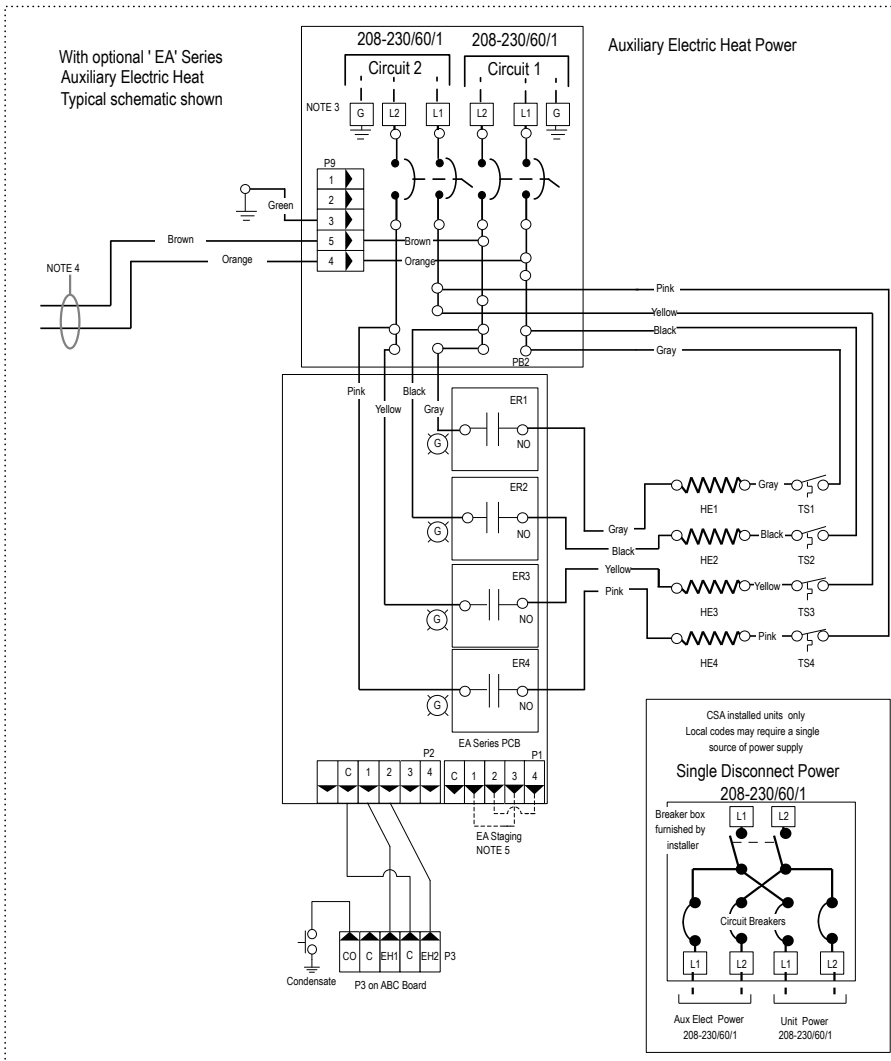 With optional ' EA' Series
Auxiliary Electric Heat
Typical schematic shown
208-230/60/1
208-230/60/1
Auxiliary Electric Heat Power
Circuit 2
Circuit 1
NOTE 3
G
L2
L1
L2
L1
G
P9
1
2
3
5
4
Green
Brown
Orange
Brown
Orange
NOTE 4
Pink
Yellow
Black
Gray
PB2
Pink
Yellow
Black
Gray
ER1
NO
G
ER2
NO
G
ER3
NO
G
ER4
NO
G
Gray
Black
Yellow
Pink
Gray
HE1
TS1
Black
HE2
TS2
Yellow
HE3
TS3
Pink
HE4
TS4
EA Series PCB
P2
P1
C 1 2 3 4
C 1 2 3 4
EA Staging
NOTE 5
Condensate
CO C EH1 C EH2 P3
P3 on ABC Board
CSA installed units only
Local codes may require a single
source of power supply
Single Disconnect Power
208-230/60/1
Breaker box
furnished by
installer
L1
L2
Circuit Breakers
L1
L2
L1
L2
Aux Elect Power
208-230/60/1
Unit Power
208-230/60/1